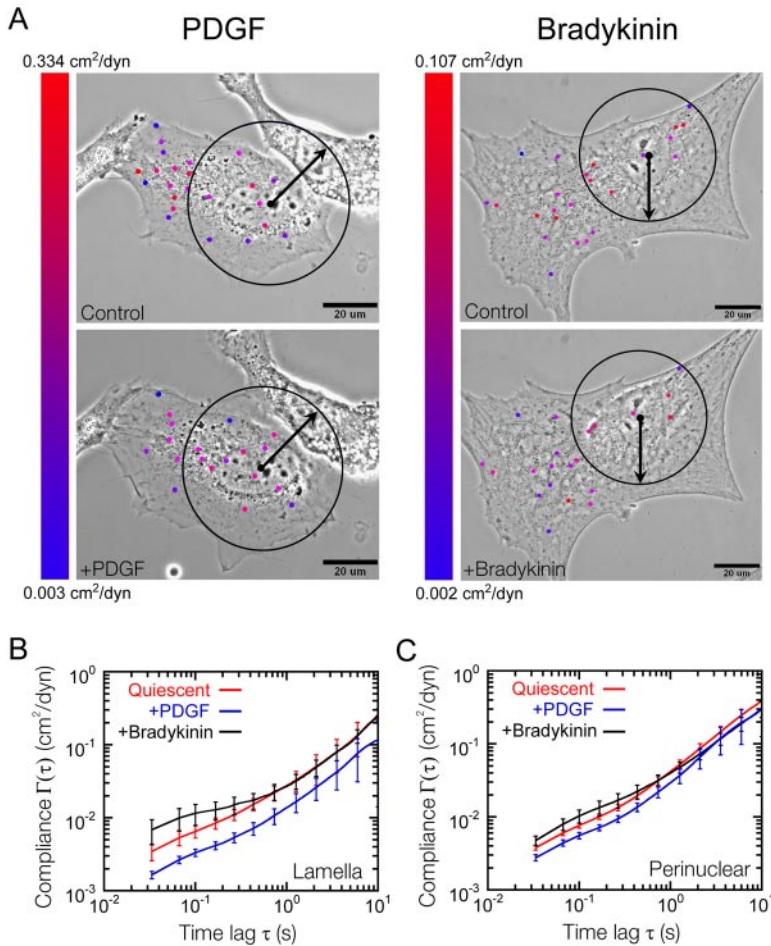 A
PDGF
Bradykinin
0.334 cm²/dyn
0.107 cm²/dyn
Control
20 um
Control
20 um
+PDGF
20 um
+Bradykinin
20 um
0.003 cm²/dyn
0.002 cm²/dyn
B
C
Compliance Γ(τ) (cm²/dyn)
10⁰
10⁻¹
10⁻²
10⁻³
Quiescent
+PDGF
+Bradykinin
Lamella
10⁻²
10⁻¹
10⁰
10¹
Time lag τ (s)
Compliance Γ(τ) (cm²/dyn)
10⁰
10⁻¹
10⁻²
10⁻³
Quiescent
+PDGF
+Bradykinin
Perinuclear
10⁻²
10⁻¹
10⁰
10¹
Time lag τ (s)